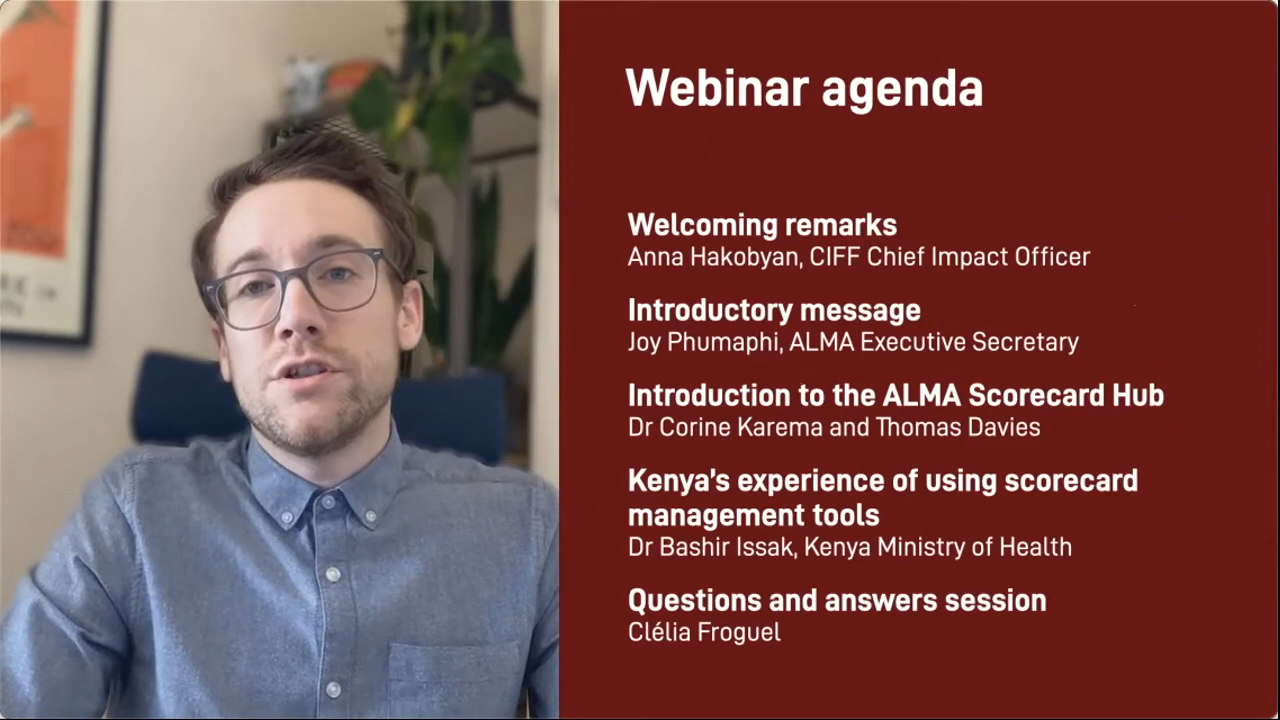 Webinar agenda
Welcoming remarks
Anna Hakobyan, CIFF Chief Impact Officer
Introductory message
Joy Phumaphi, ALMA Executive Secretary
Introduction to the ALMA Scorecard Hub
Dr Corine Karema and Thomas Davies
Kenya's experience of using scorecard
management tools
Dr Bashir Issak, Kenya Ministry of Health
Questions and answers session
Clélia Froguel